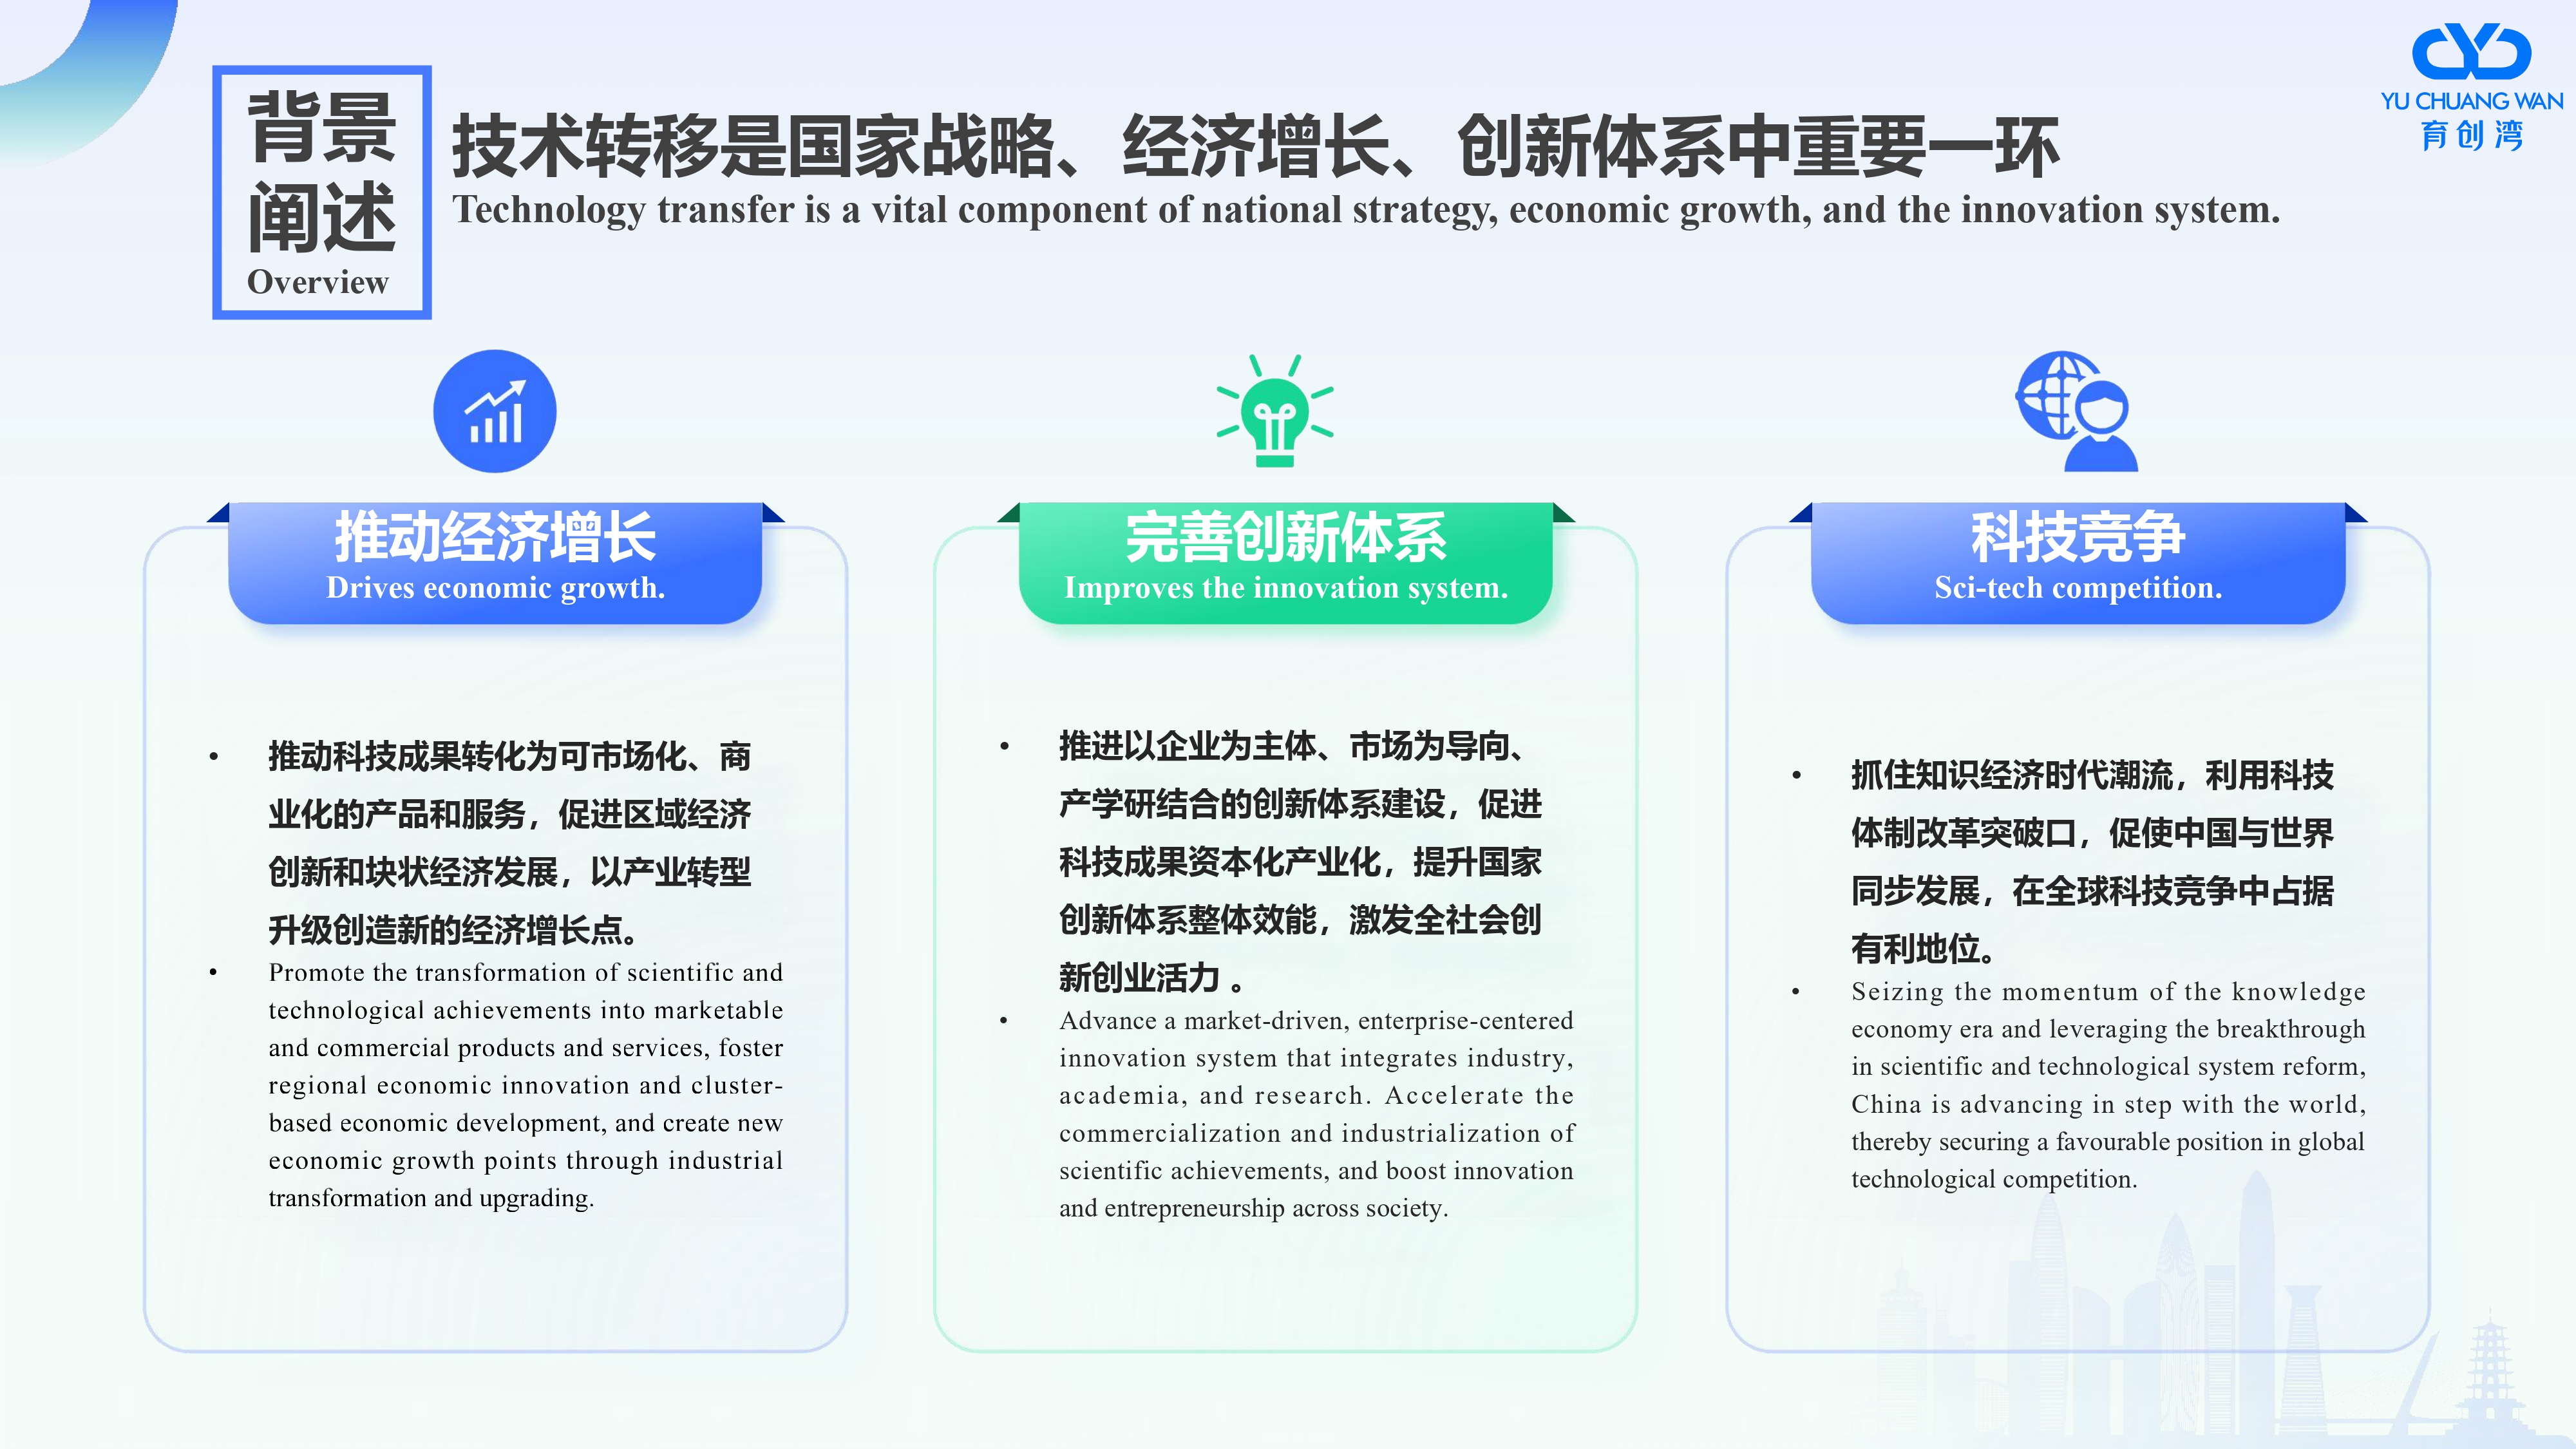 背景
阐述
Overview
技术转移是国家战略、经济增长、创新体系中重要一环
Technology transfer is a vital component of national strategy, economic growth, and the innovation system.
YU CHUANG WAN
育创湾
推动经济增长
Drives economic growth.
• 推动科技成果转化为可市场化、商
业化的产品和服务，促进区域经济
创新和块状经济发展，以产业转型
升级创造新的经济增长点。
• Promote the transformation of scientific and
technological achievements into marketable
and commercial products and services, foster
regional economic innovation and cluster-
based economic development, and create new
economic growth points through industrial
transformation and upgrading.
完善创新体系
Improves the innovation system.
• 推进以企业为主体、市场为导向、
产学研结合的创新体系建设，促进
科技成果资本化产业化，提升国家
创新体系整体效能，激发全社会创
新创业活力 。
• Advance a market-driven, enterprise-centered
innovation system that integrates industry,
academia, and research. Accelerate the
commercialization and industrialization of
scientific achievements, and boost innovation
and entrepreneurship across society.
科技竞争
Sci-tech competition.
• 抓住知识经济时代潮流，利用科技
体制改革突破口，促使中国与世界
同步发展，在全球科技竞争中占据
有利地位。
• Seizing the momentum of the knowledge
economy era and leveraging the breakthrough
in scientific and technological system reform,
China is advancing in step with the world,
thereby securing a favourable position in global
technological competition.